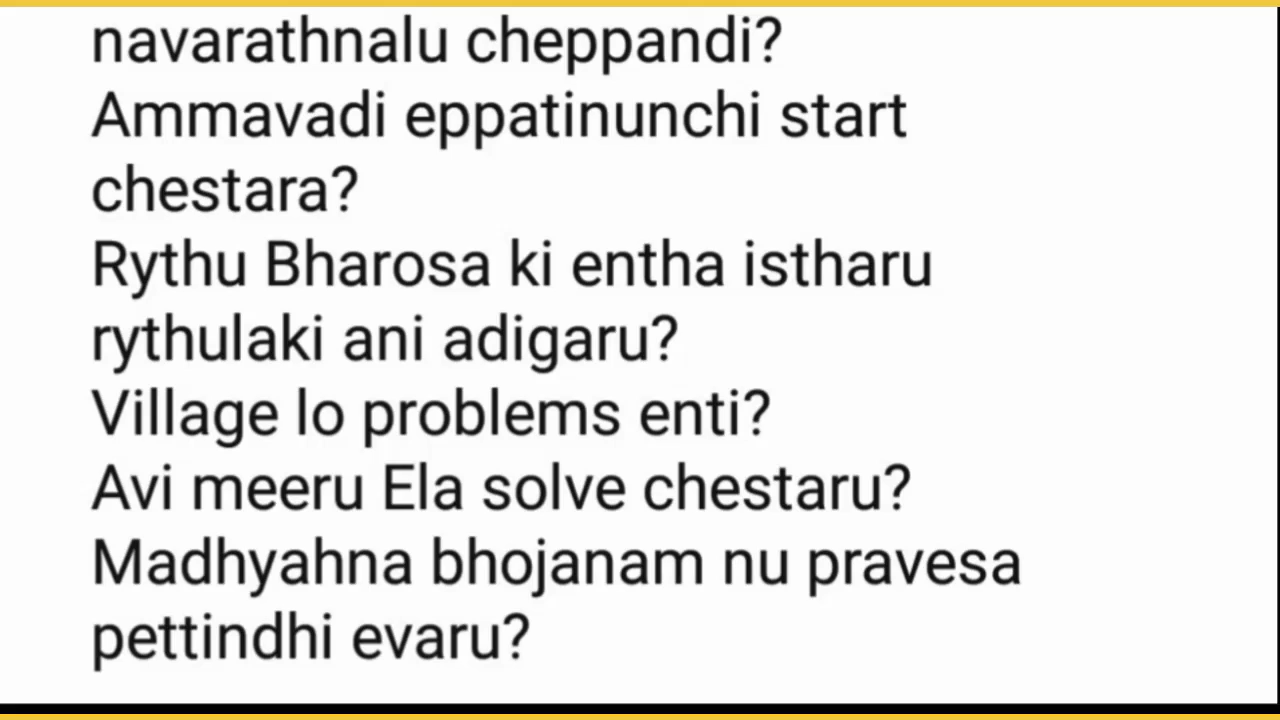 navarathnalu cheppandi?
Ammavadi eppatinunchi start
chestara?
Rythu Bharosa ki entha istharu
rythulaki ani adigaru?
Village lo problems enti?
Avi meeru Ela solve chestaru?
Madhyahna bhojanam nu pravesa
pettindhi evaru?